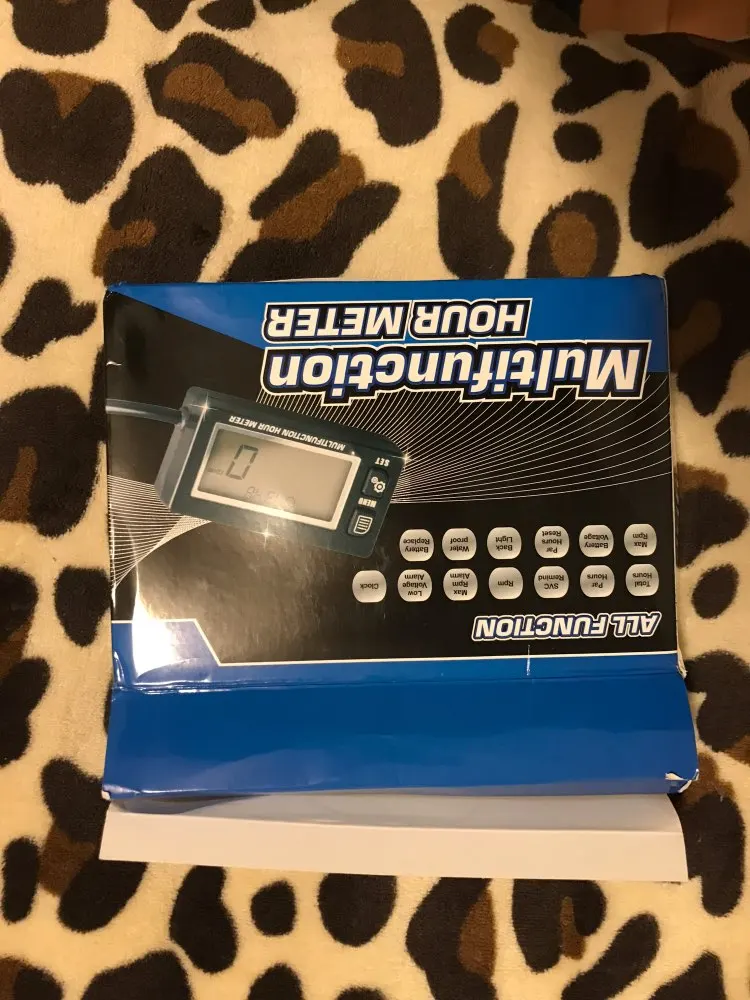 Multifunction
HOUR METER
MULTIFUNCTION HOUR METER
SET
MENU
0
ALL FUNCTION
Total Hours
Par Hours
SVC Remind
Rpm
Max Rpm Alarm
Low Voltage Alarm
Clock
Max Rpm
Battery Voltage
Par Hours Reset
Back Light
Water proof
Battery Replace